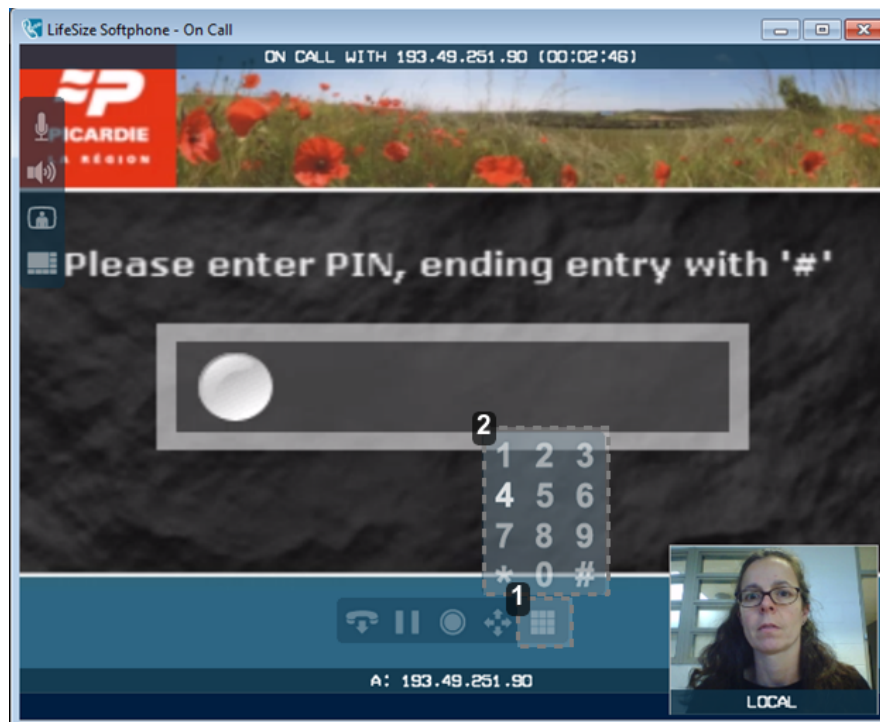 LifeSize Softphone - On Call
ON CALL WITH 193.49.251.90 (00:02:46)
PICARDIE
LA RÉGION
Please enter PIN, ending entry with '#'
2
1 2 3
4 5 6
7 8 9
* 0 #
1
A: 193.49.251.90
LOCAL